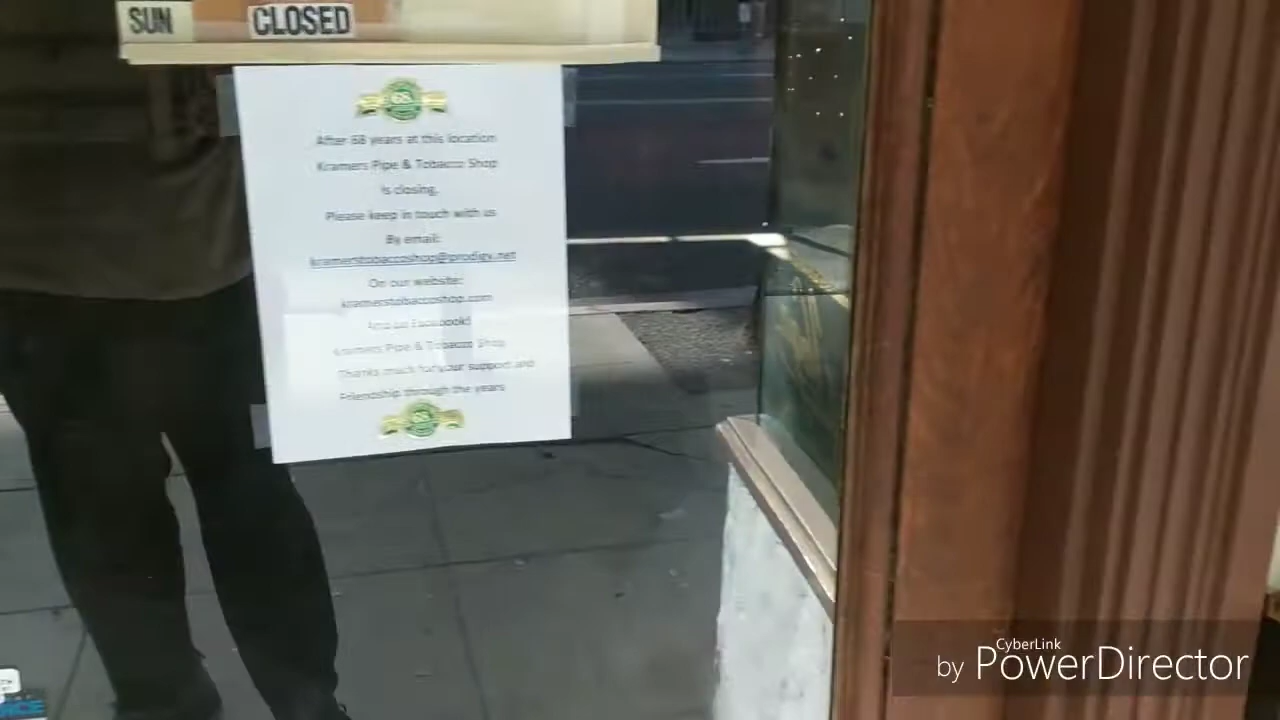 SUN CLOSED
68
After 68 years at this location
Kramers Pipe & Tobacco Shop
Is closing.
Please keep in touch with us
By email:
kramerstobaccoshop@prodigy.net
On our website:
kramerstobaccoshop.com
And on Facebook!
Kramers Pipe & Tobacco Shop
Thanks much for your support and
Friendship through the years
68
CyberLink
by PowerDirector